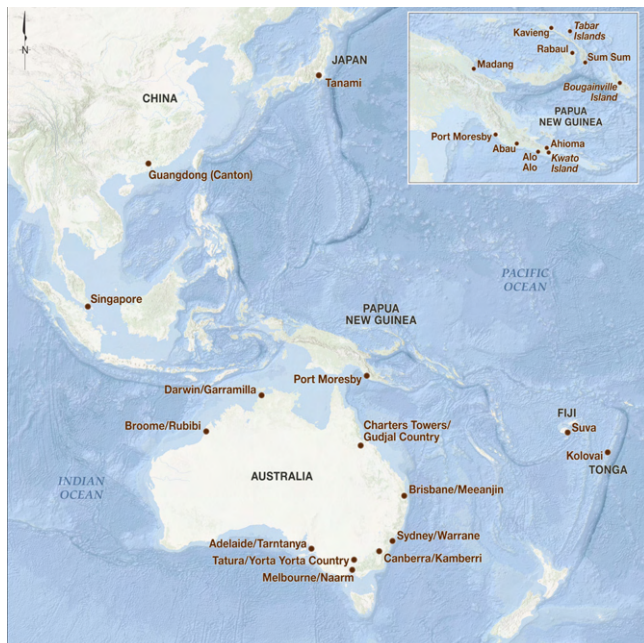 N
JAPAN
Tanami
CHINA
Guangdong (Canton)
Singapore
PACIFIC
OCEAN
PAPUA
NEW GUINEA
Port Moresby
Darwin/Garramilla
Broome/Rubibi
Charters Towers/
Gudjal Country
FIJI
Suva
Kolovai
TONGA
INDIAN
OCEAN
AUSTRALIA
Brisbane/Meeanjin
Sydney/Warrane
Adelaide/Tarntanya
Canberra/Kamberri
Tatura/Yorta Yorta Country
Melbourne/Naarm
Kavieng
Tabar
Islands
Rabaul
Sum Sum
Madang
Bougainville
Island
PAPUA
NEW GUINEA
Port Moresby
Abau
Ahioma
Alo
Alo
Kwato
Island